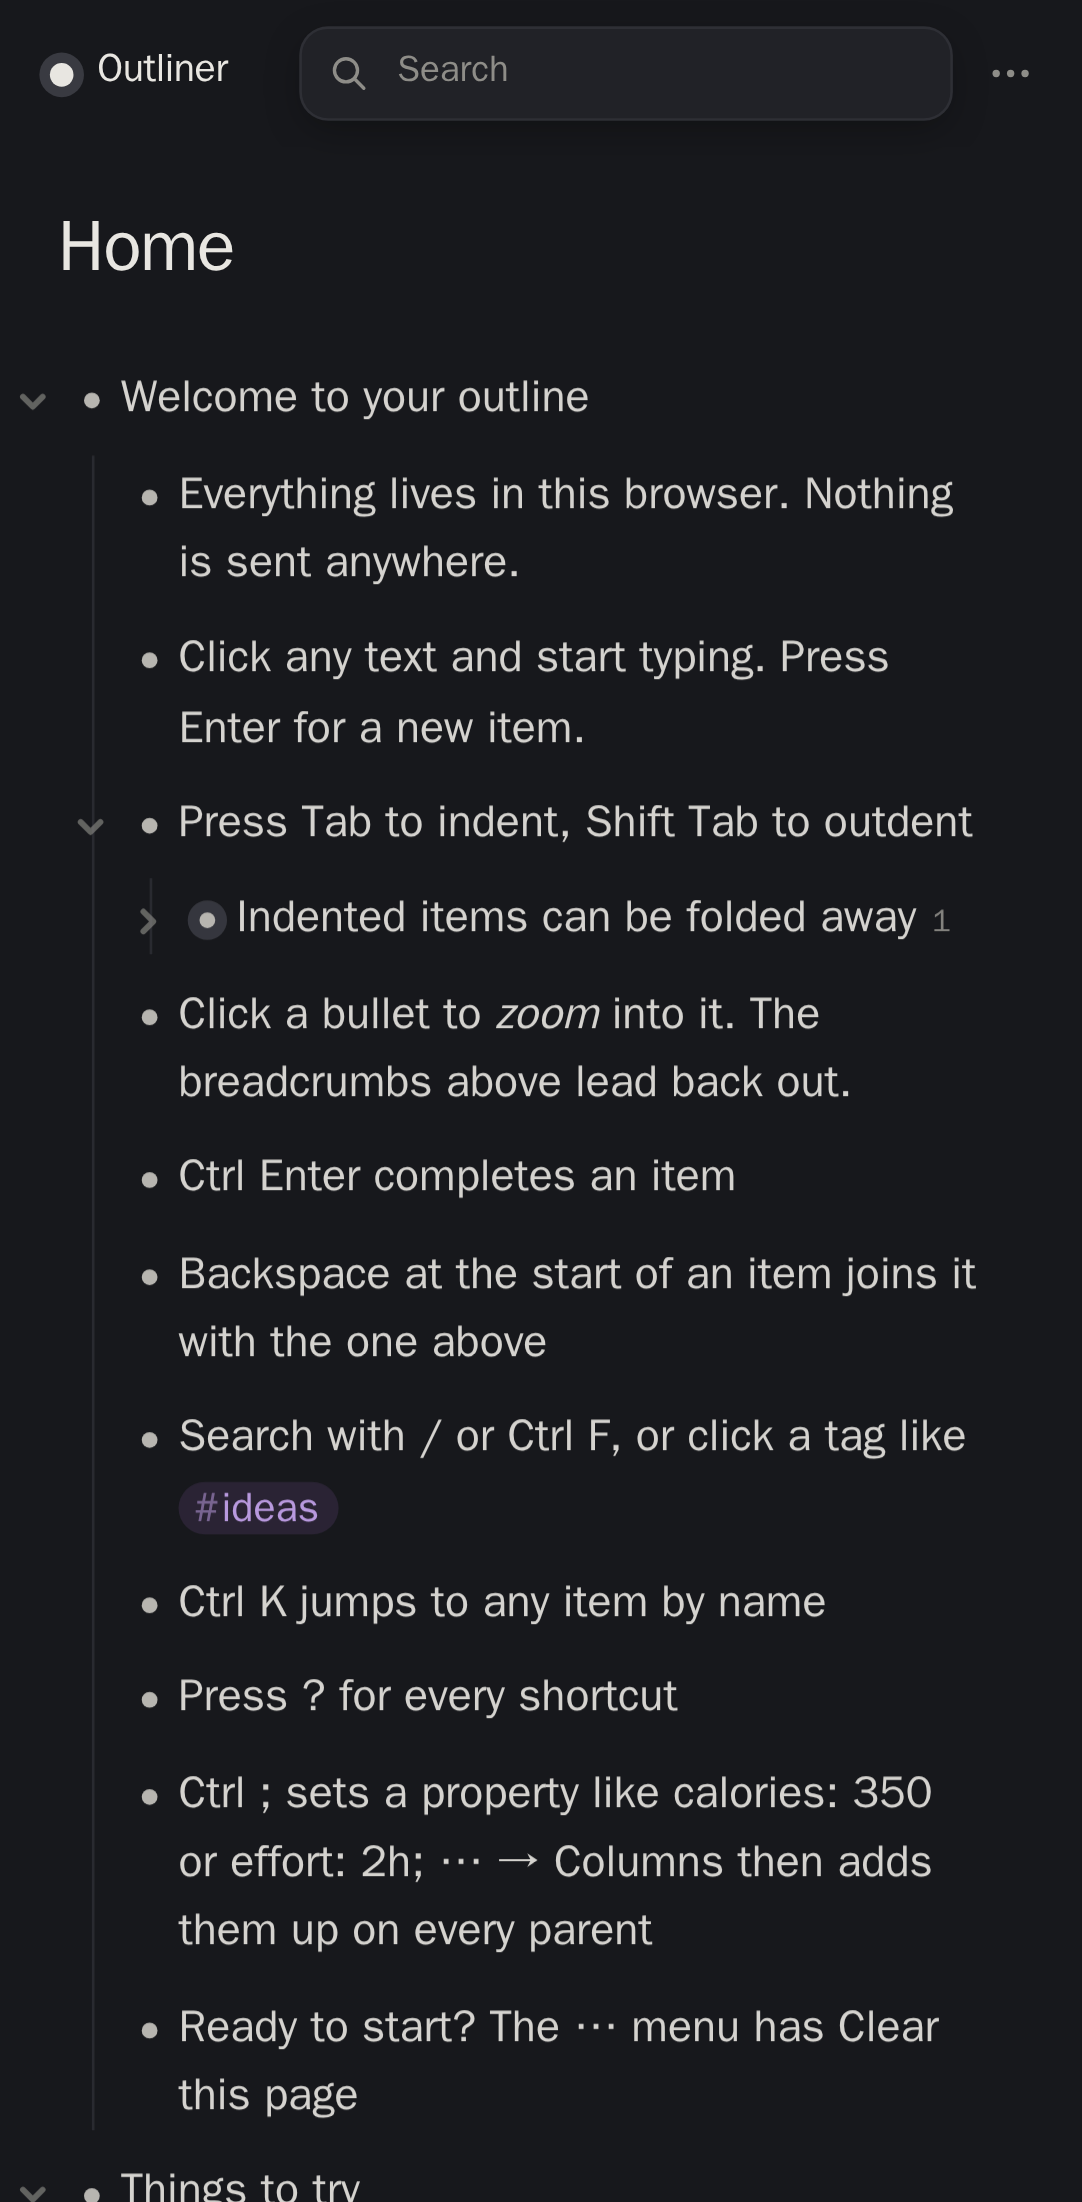 Outliner
Search
Home
Welcome to your outline
Everything lives in this browser. Nothing
is sent anywhere.
Click any text and start typing. Press
Enter for a new item.
Press Tab to indent, Shift Tab to outdent
Indented items can be folded away 1
Click a bullet to zoom into it. The
breadcrumbs above lead back out.
Ctrl Enter completes an item
Backspace at the start of an item joins it
with the one above
Search with / or Ctrl F, or click a tag like
#ideas
Ctrl K jumps to any item by name
Press ? for every shortcut
Ctrl ; sets a property like calories: 350
or effort: 2h; ⋯ → Columns then adds
them up on every parent
Ready to start? The ⋯ menu has Clear
this page
Things to try